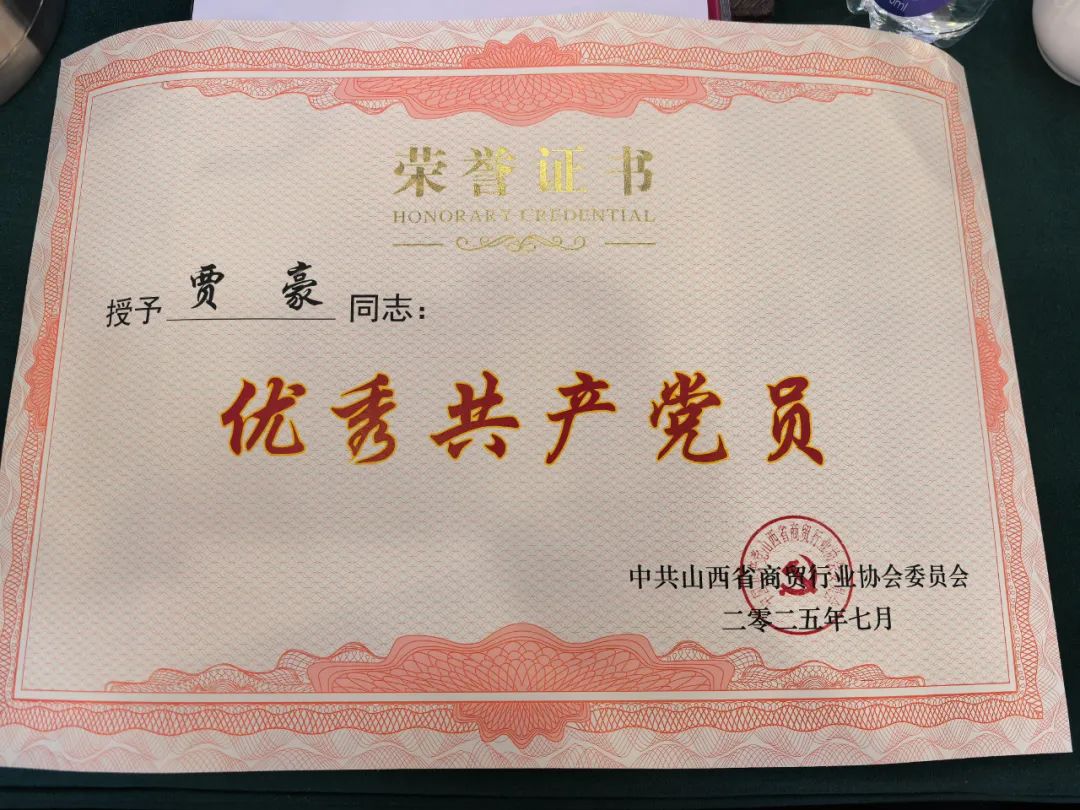 荣誉证书
HONORARY CREDENTIAL
授予 贾 豪 同志：
优秀共产党员
中共山西省商贸行业协会委员会
二零二五年七月